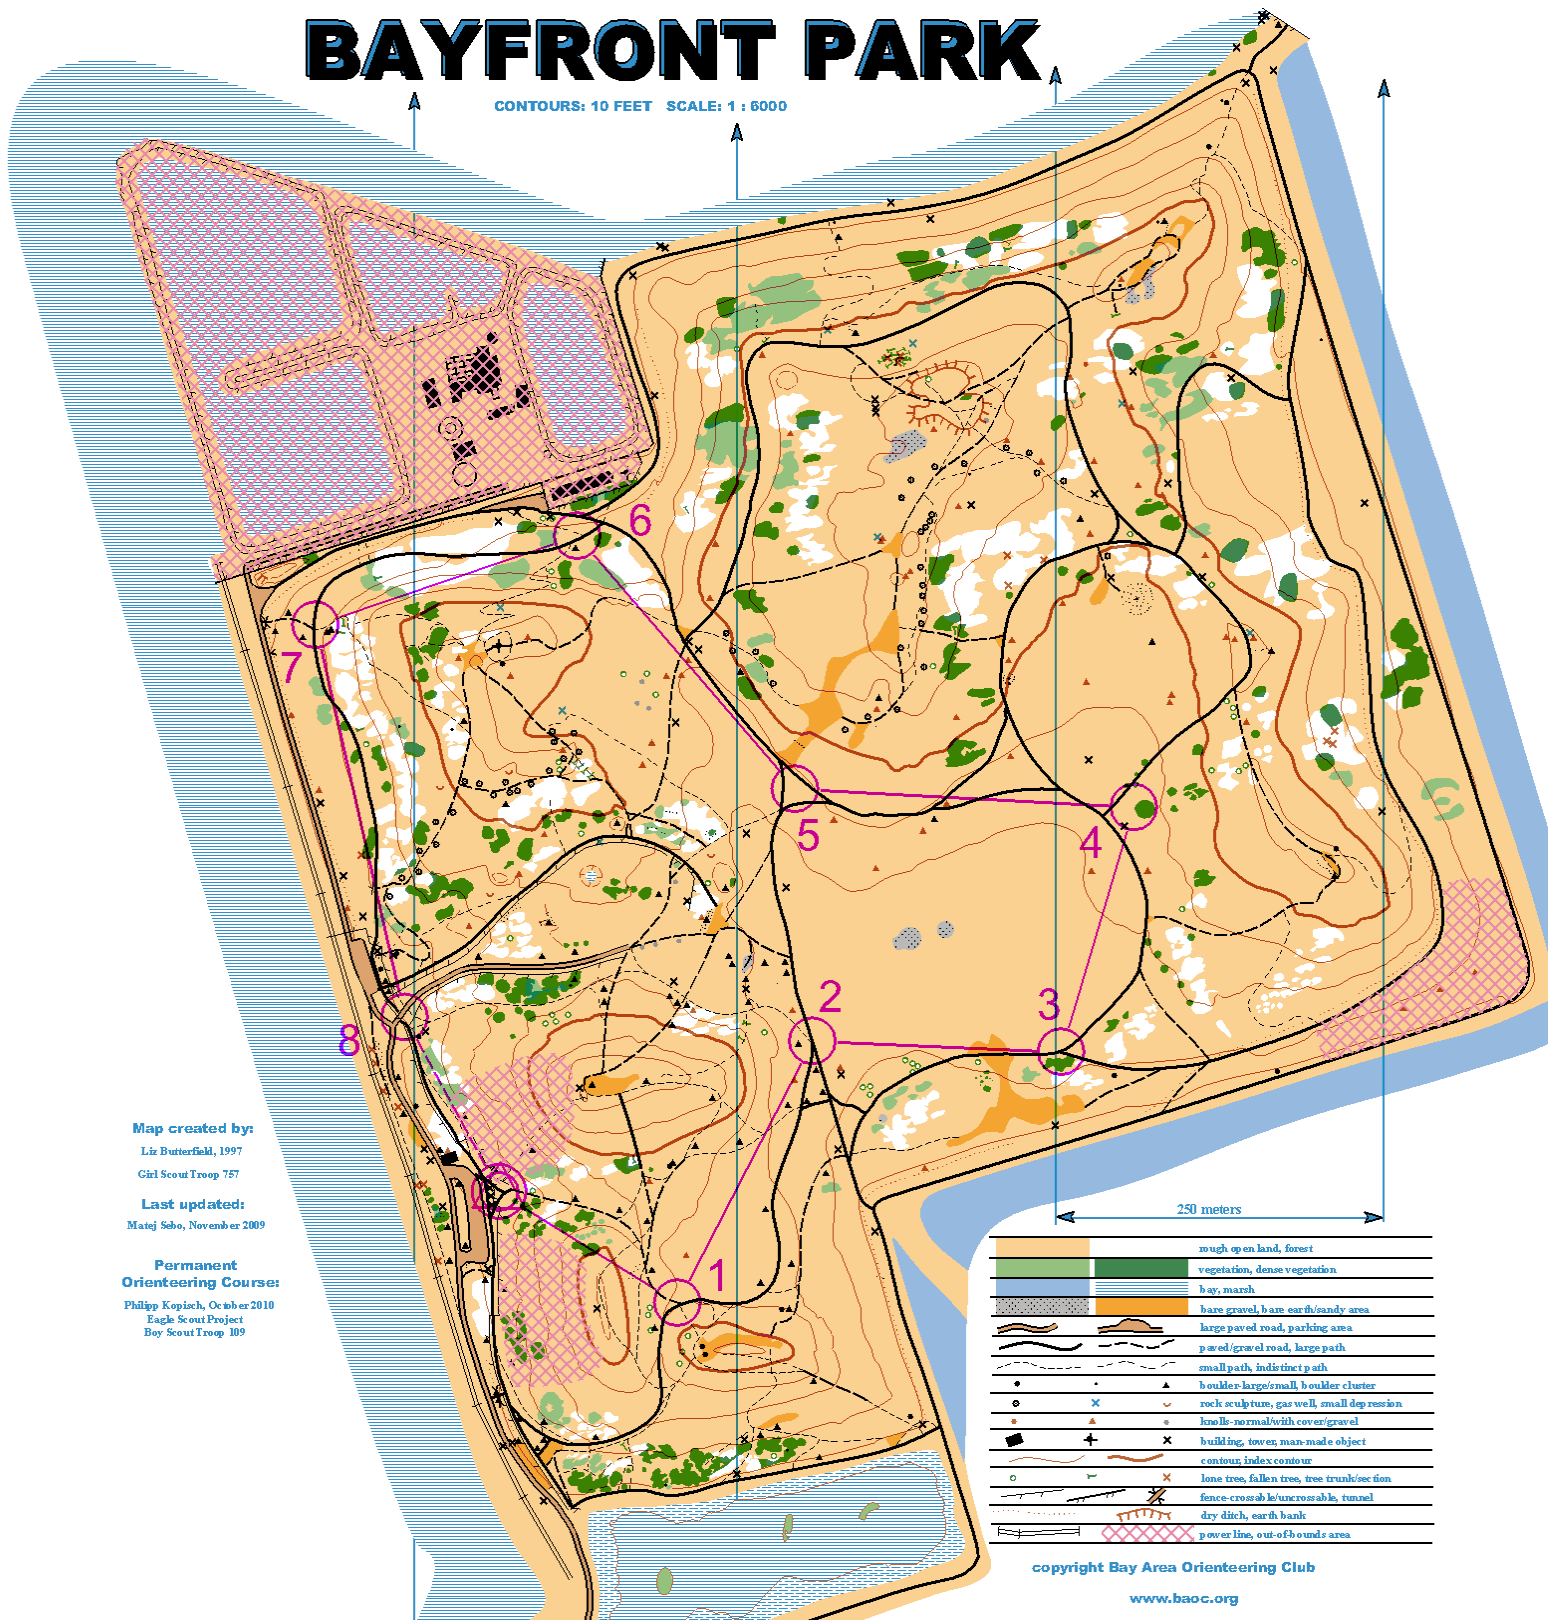 BAYFRONT PARK
CONTOURS: 10 FEET SCALE: 1 : 6000
6
7
5
4
2
3
8
1
Map created by:
Liz Butterfield, 1997
Girl Scout Troop 757
Last updated:
Matej Sebo, November 2009
Permanent
Orienteering Course:
Philipp Kopisch, October 2010
Eagle Scout Project
Boy Scout Troop 109
250 meters
rough open land, forest
vegetation, dense vegetation
bay, marsh
bare gravel, bare earth/sandy area
large paved road, parking area
paved/gravel road, large path
small path, indistinct path
boulder-large/small, boulder cluster
rock sculpture, gas well, small depression
knolls-normal/with cover/gravel
building, tower, man-made object
contour, index contour
lone tree, fallen tree, tree trunk/section
fence-crossable/uncrossable, tunnel
dry ditch, earth bank
power line, out-of-bounds area
copyright Bay Area Orienteering Club
www.baoc.org